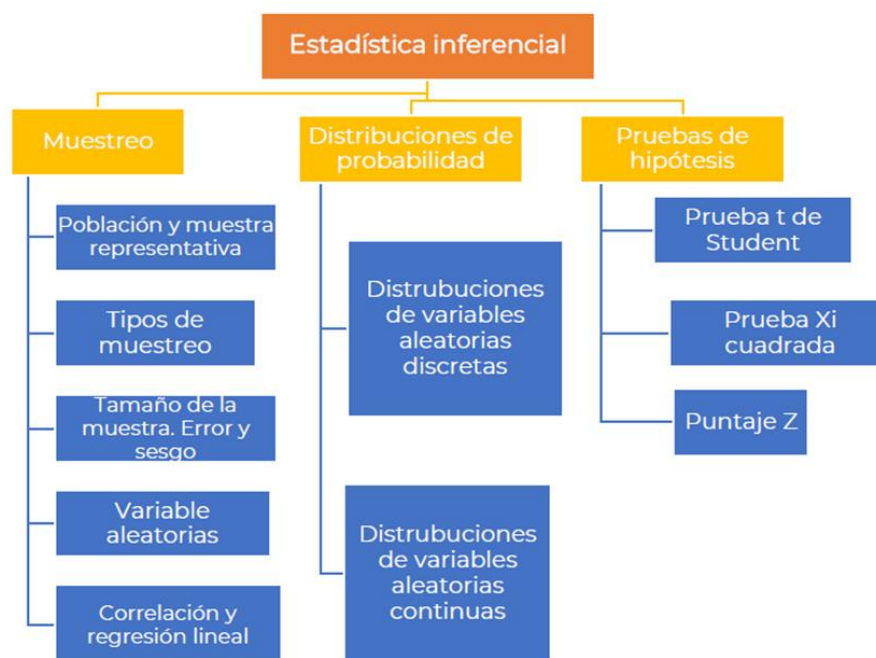 Estadística inferencial
Muestreo
Población y muestra
representativa
Tipos de
muestreo
Tamaño de la
muestra. Error y
sesgo
Variable
aleatorias
Correlación y
regresión lineal
Distribuciones de
probabilidad
Distrubuciones
de variables
aleatorias
discretas
Distrubuciones
de variables
aleatorias
continuas
Pruebas de
hipótesis
Prueba t de
Student
Prueba Xi
cuadrada
Puntaje Z